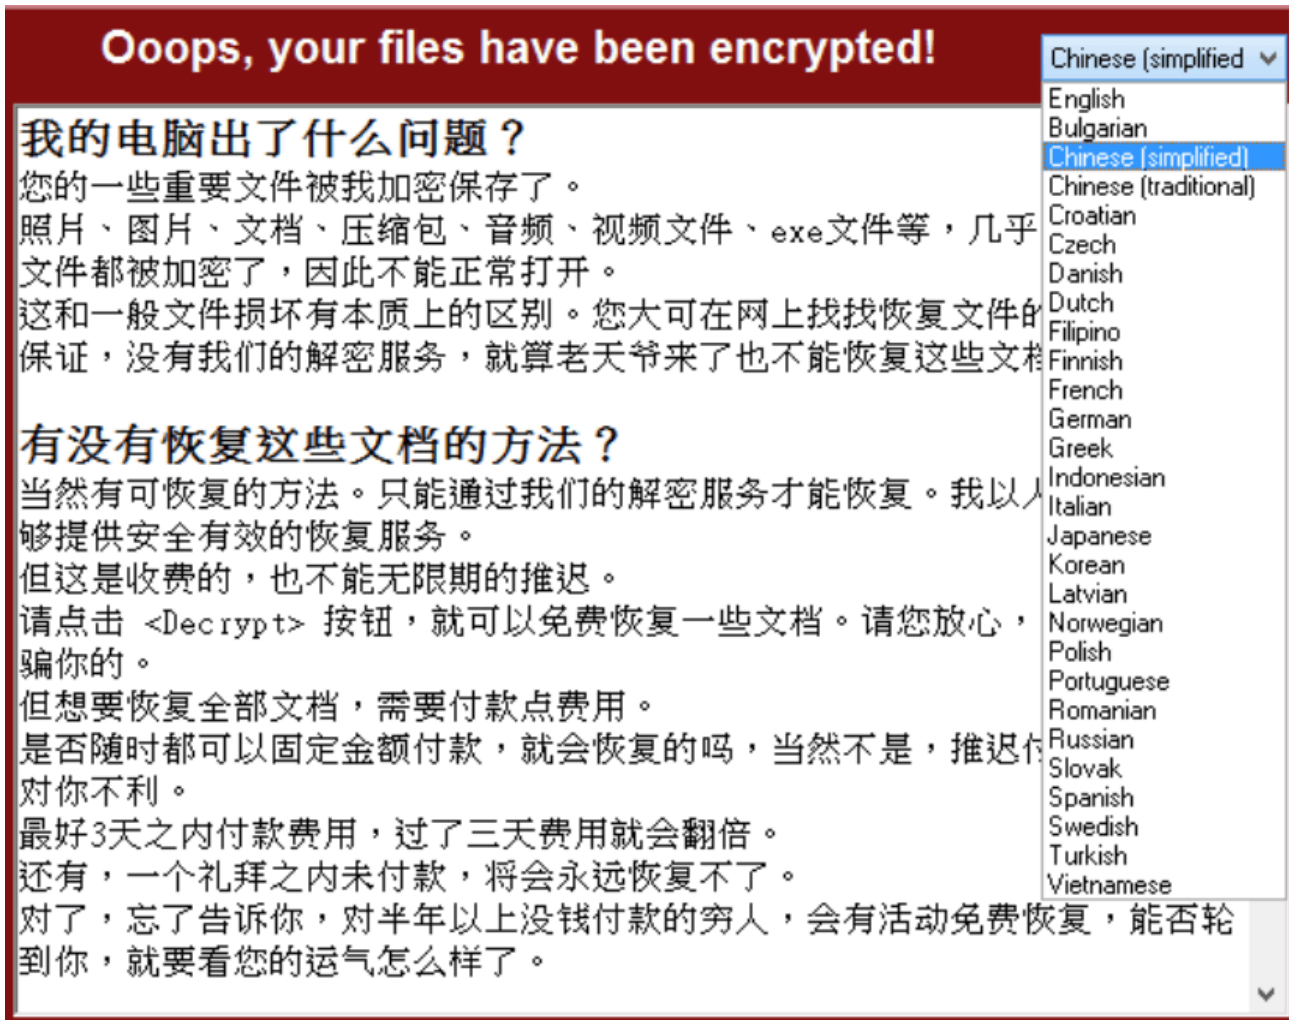 Ooops, your files have been encrypted!
Chinese (simplified
English
Bulgarian
Chinese (simplified)
Chinese (traditional)
Croatian
Czech
Danish
Dutch
Filipino
Finnish
French
German
Greek
Indonesian
Italian
Japanese
Korean
Latvian
Norwegian
Polish
Portuguese
Romanian
Russian
Slovak
Spanish
Swedish
Turkish
Vietnamese
我的电脑出了什么问题？
您的一些重要文件被我加密保存了。
照片、图片、文档、压缩包、音频、视频文件、exe文件等，几乎
文件都被加密了，因此不能正常打开。
这和一般文件损坏有本质上的区别。您大可在网上找找恢复文件的
保证，没有我们的解密服务，就算老天爷来了也不能恢复这些文档
有没有恢复这些文档的方法？
当然有可恢复的方法。只能通过我们的解密服务才能恢复。我以人
够提供安全有效的恢复服务。
但这是收费的，也不能无限期的推迟。
请点击 <Decrypt> 按钮，就可以免费恢复一些文档。请您放心，
骗你的。
但想要恢复全部文档，需要付款点费用。
是否随时都可以固定金额付款，就会恢复的吗，当然不是，推迟付
对你不利。
最好3天之内付款费用，过了三天费用就会翻倍。
还有，一个礼拜之内未付款，将会永远恢复不了。
对了，忘了告诉你，对半年以上没钱付款的穷人，会有活动免费恢复，能否轮
到你，就要看您的运气怎么样了。